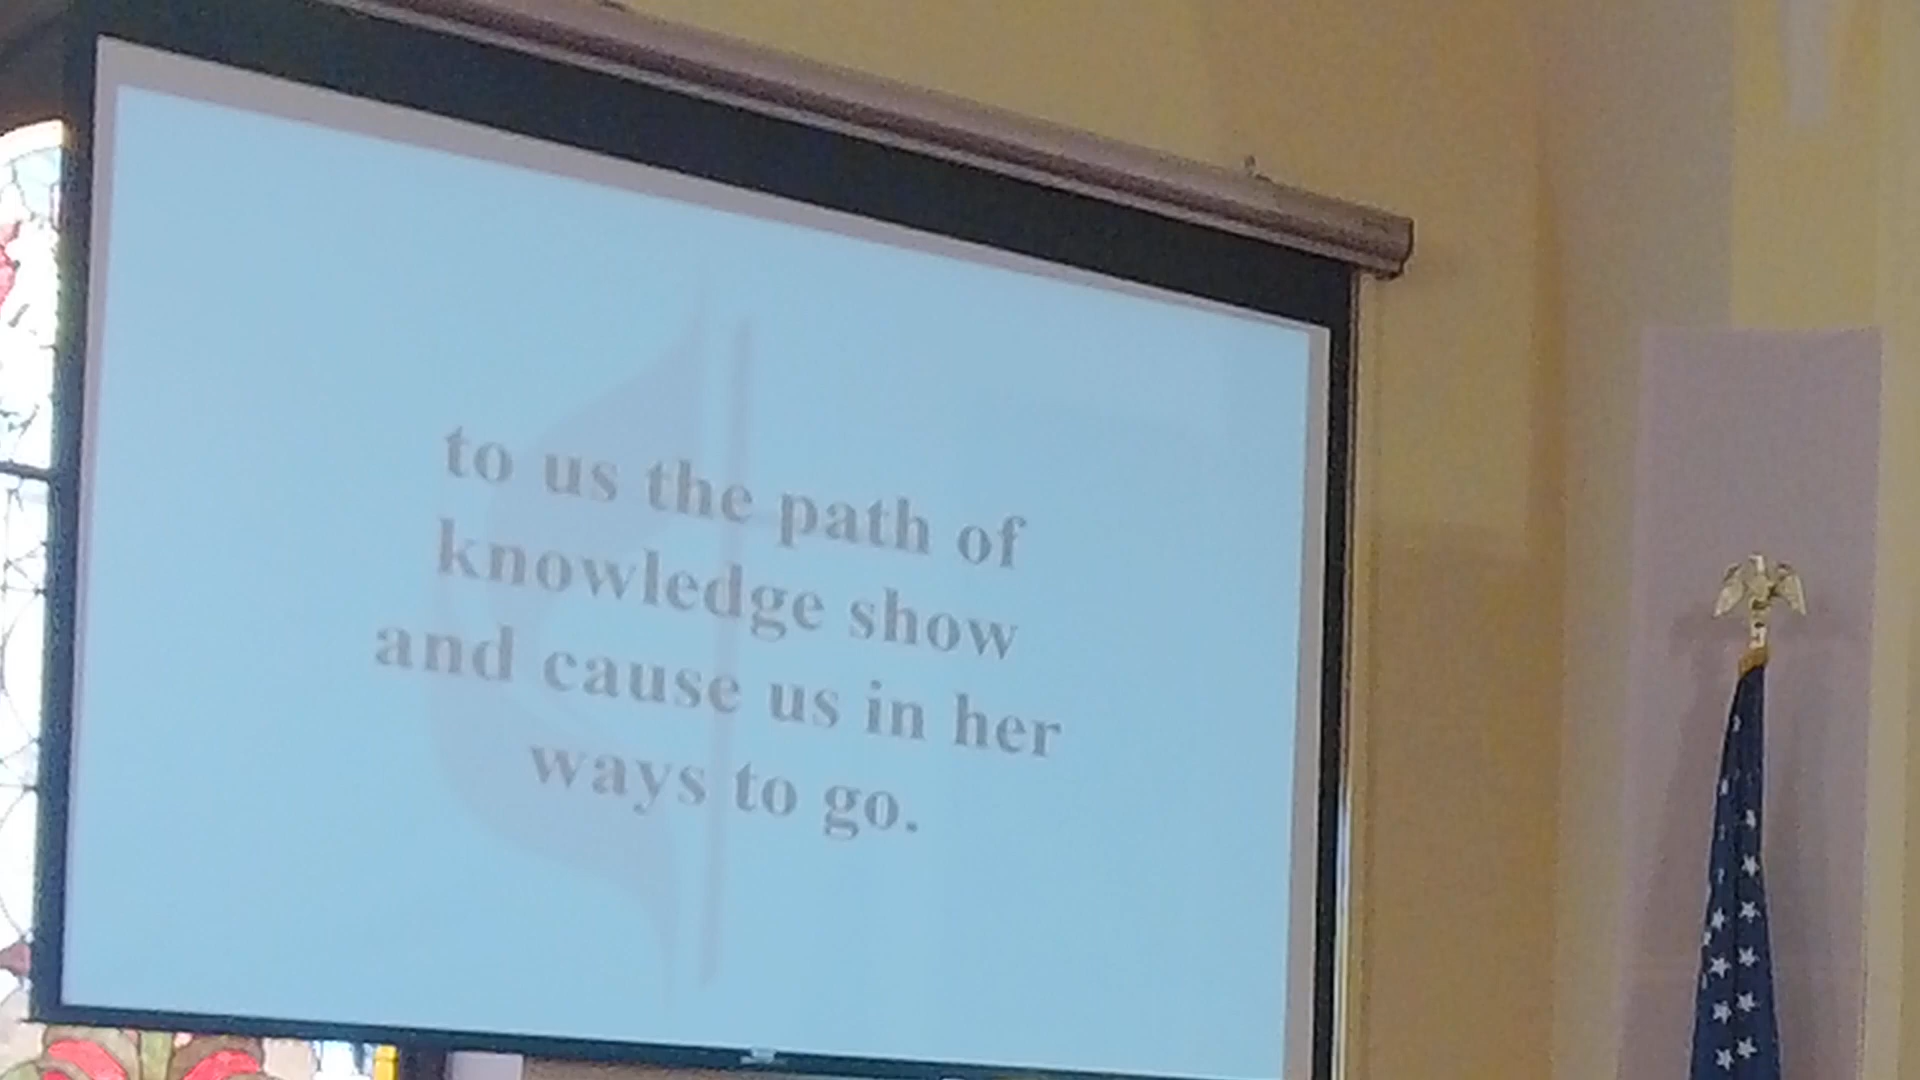 to us the path of
knowledge show
and cause us in her
ways to go.